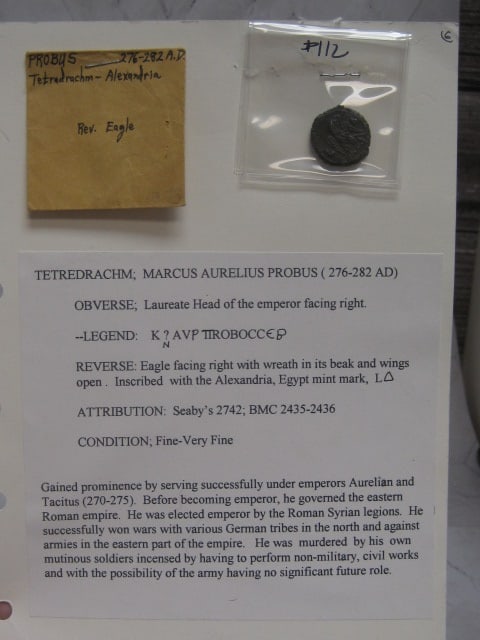 PROBUS 276-282 A.D.
Tetredrachm - Alexandria
Rev. Eagle
#112
6
TETREDRACHM; MARCUS AURELIUS PROBUS ( 276-282 AD)
OBVERSE; Laureate Head of the emperor facing right.
--LEGEND: K ? AVP ΠROBOCCЄB
N
REVERSE: Eagle facing right with wreath in its beak and wings
open . Inscribed with the Alexandria, Egypt mint mark, LΔ
ATTRIBUTION: Seaby's 2742; BMC 2435-2436
CONDITION; Fine-Very Fine
Gained prominence by serving successfully under emperors Aurelian and
Tacitus (270-275). Before becoming emperor, he governed the eastern
Roman empire. He was elected emperor by the Roman Syrian legions. He
successfully won wars with various German tribes in the north and against
armies in the eastern part of the empire. He was murdered by his own
mutinous soldiers incensed by having to perform non-military, civil works
and with the possibility of the army having no significant future role.